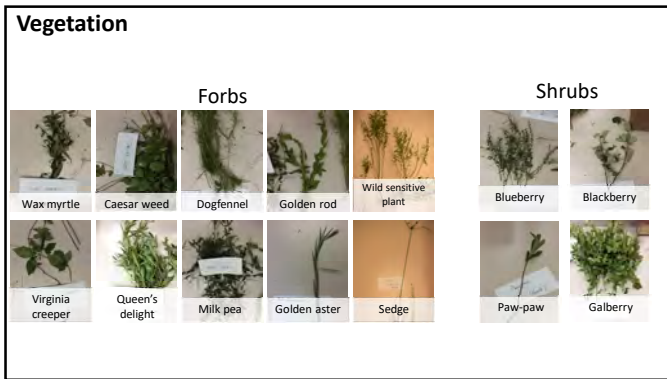 Vegetation
Forbs
Shrubs
Wax myrtle
Caesar weed
Dogfennel
Golden rod
Wild sensitive
plant
Blueberry
Blackberry
Virginia
creeper
Queen's
delight
Milk pea
Golden aster
Sedge
Paw-paw
Galberry